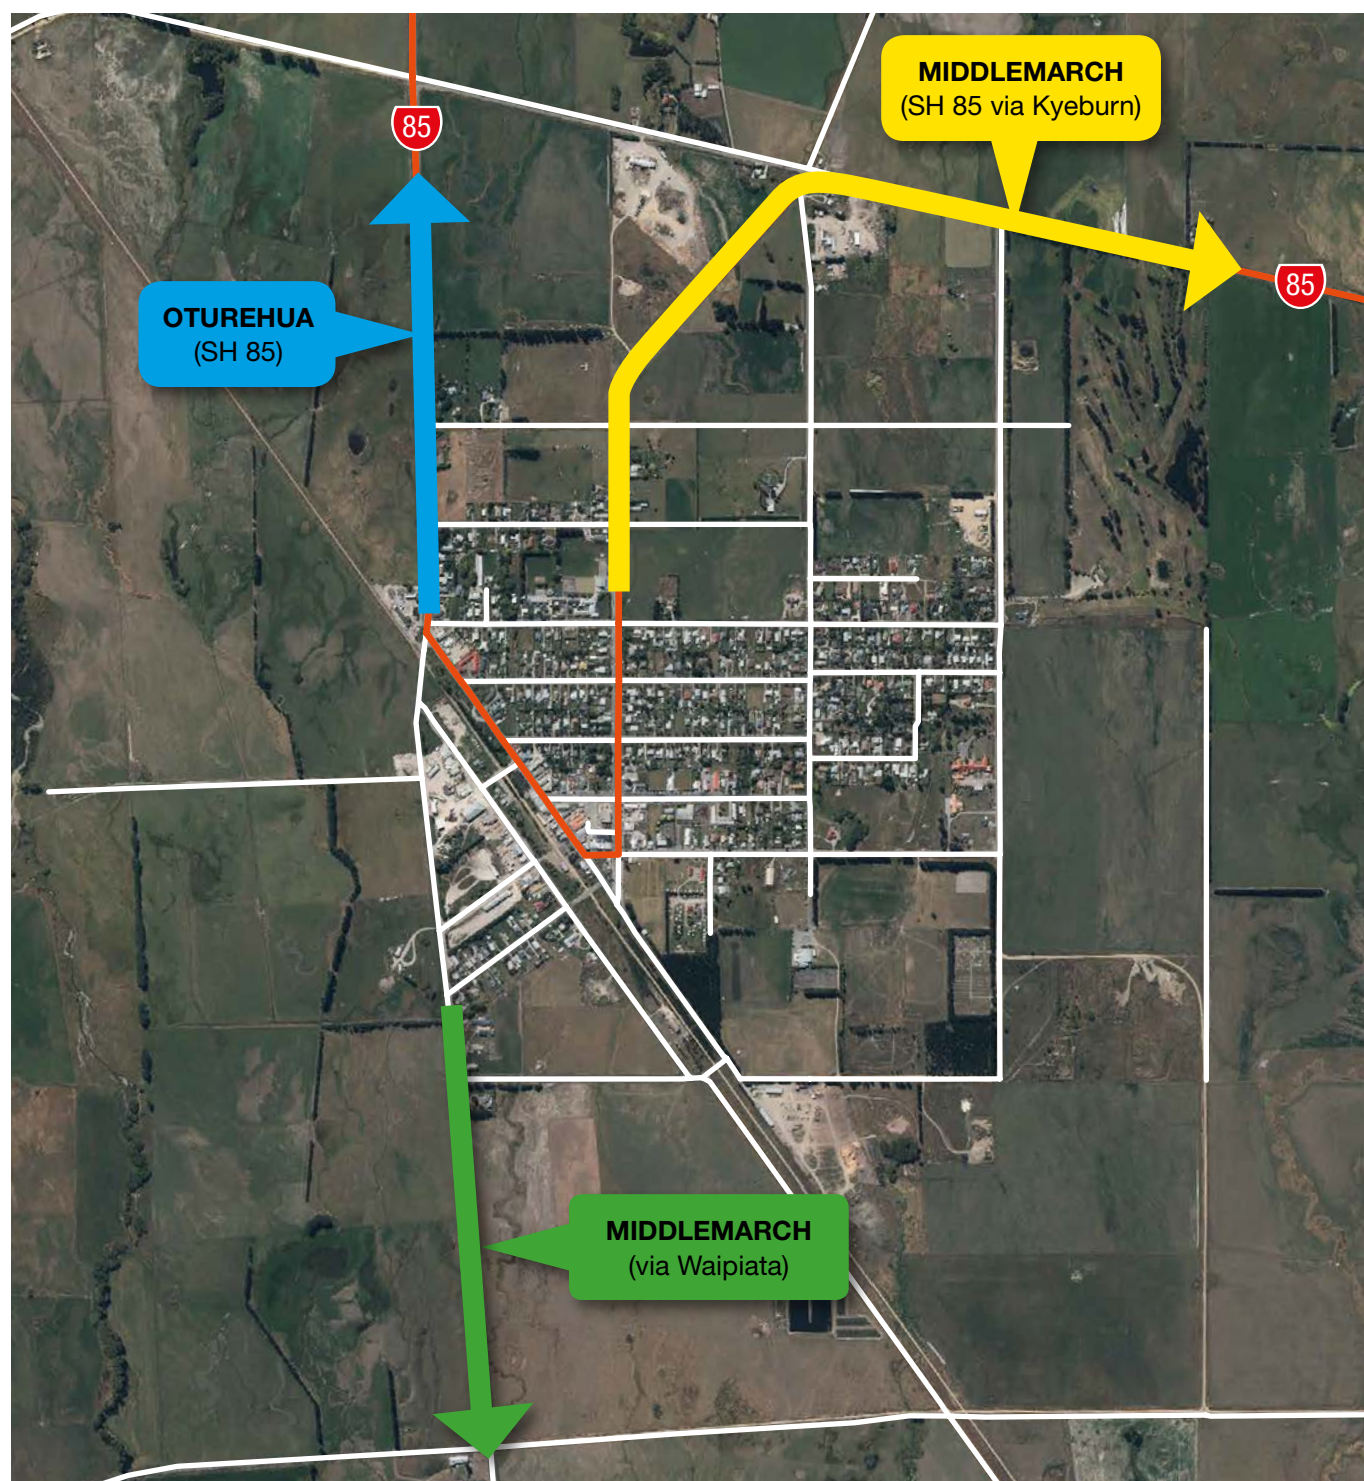 MIDDLEMARCH
(SH 85 via Kyeburn)
85
85
OTUREHUA
(SH 85)
MIDDLEMARCH
(via Waipiata)